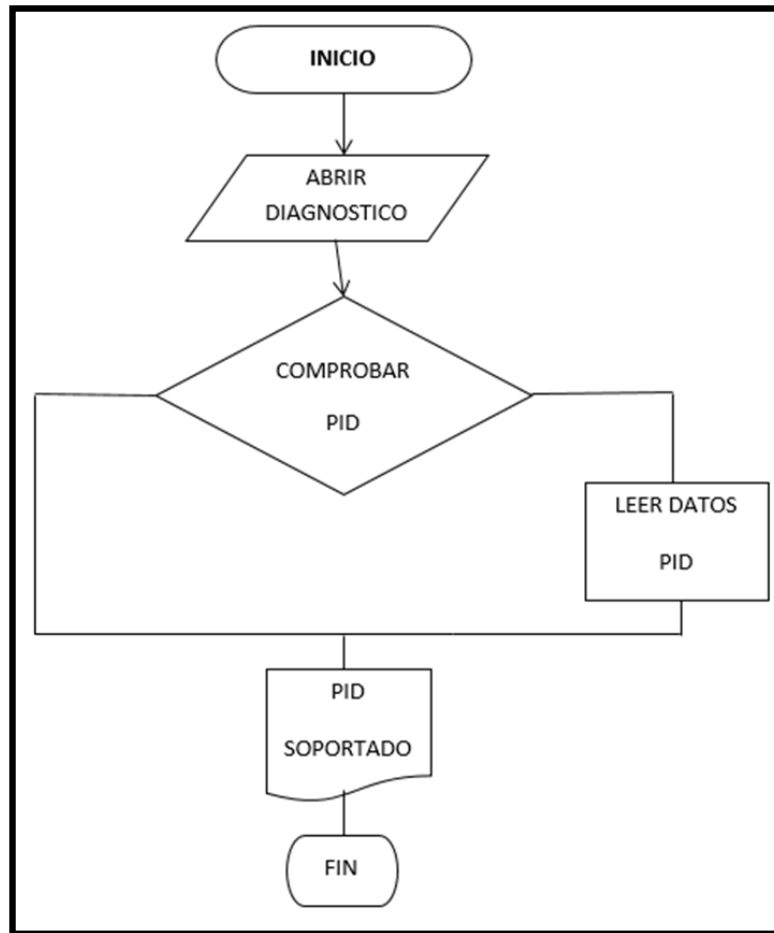 INICIO
ABRIR
DIAGNOSTICO
COMPROBAR
PID
LEER DATOS
PID
PID
SOPORTADO
FIN